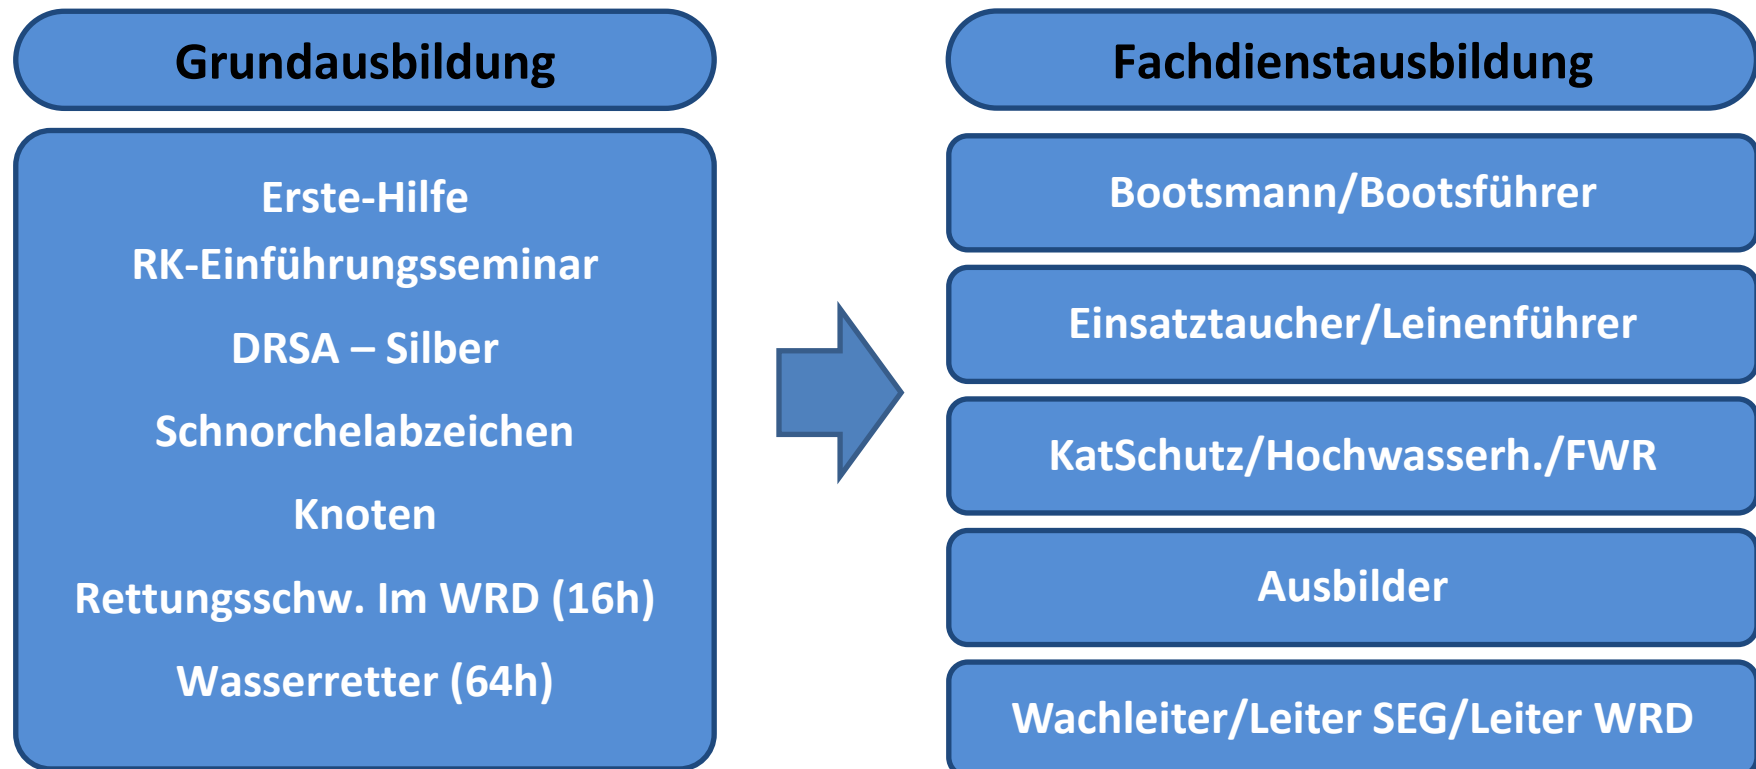 Grundausbildung
Erste-Hilfe
RK-Einführungsseminar
DRSA – Silber
Schnorchelabzeichen
Knoten
Rettungsschw. Im WRD (16h)
Wasserretter (64h)
Fachdienstausbildung
Bootsmann/Bootsführer
Einsatztaucher/Leinenführer
KatSchutz/Hochwasserh./FWR
Ausbilder
Wachleiter/Leiter SEG/Leiter WRD